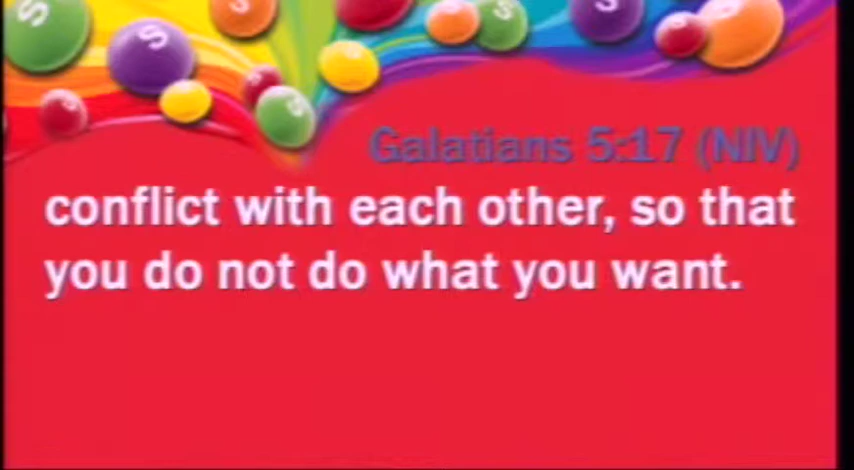 S
S
S
S
S
S
S
Galatians 5:17 (NIV)
conflict with each other, so that
you do not do what you want.